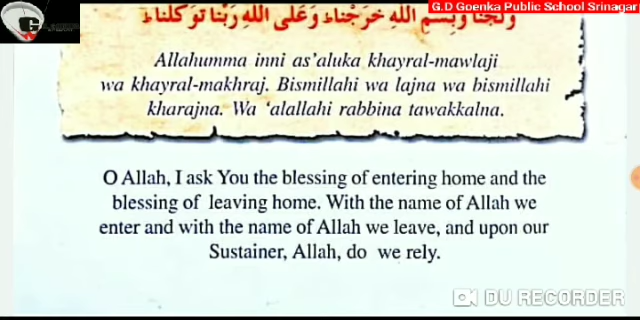 G.D Goenka Public School Srinagar
وَلَجْنَا وَبِسْمِ اللهِ خَرَجْنَا ط وَعَلَى اللهِ رَبِّنَا تَوَكَّلْنَا ط
Allahumma inni as'aluka khayral-mawlaji
wa khayral-makhraj. Bismillahi wa lajna wa bismillahi
kharajna. Wa 'alallahi rabbina tawakkalna.
O Allah, I ask You the blessing of entering home and the
blessing of leaving home. With the name of Allah we
enter and with the name of Allah we leave, and upon our
Sustainer, Allah, do we rely.
DU RECORDER